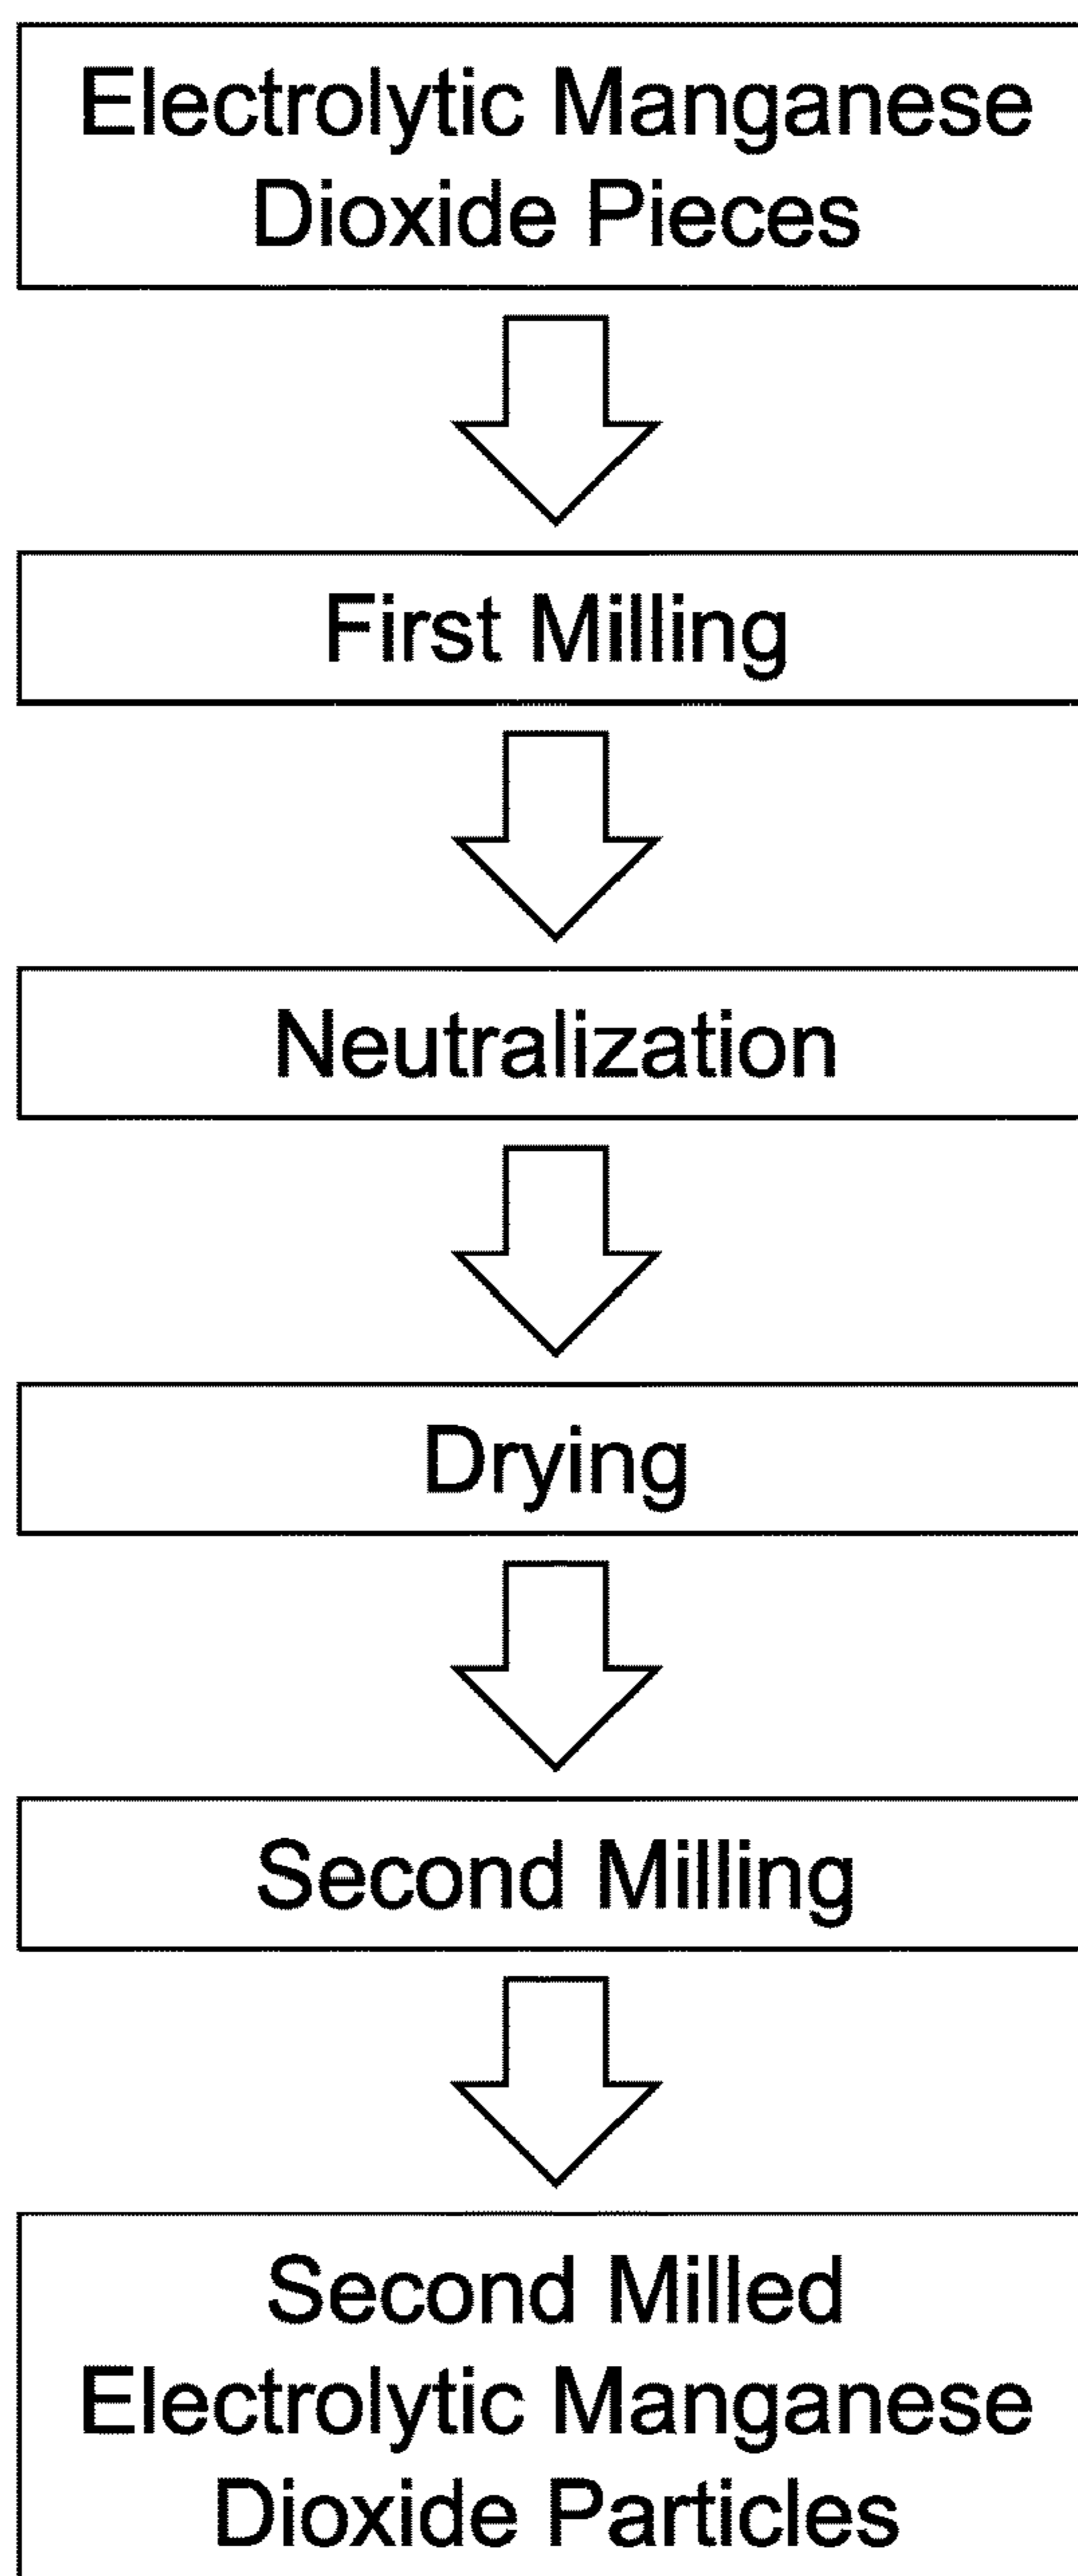 Electrolytic Manganese
Dioxide Pieces
First Milling
Neutralization
Drying
Second Milling
Second Milled
Electrolytic Manganese
Dioxide Particles